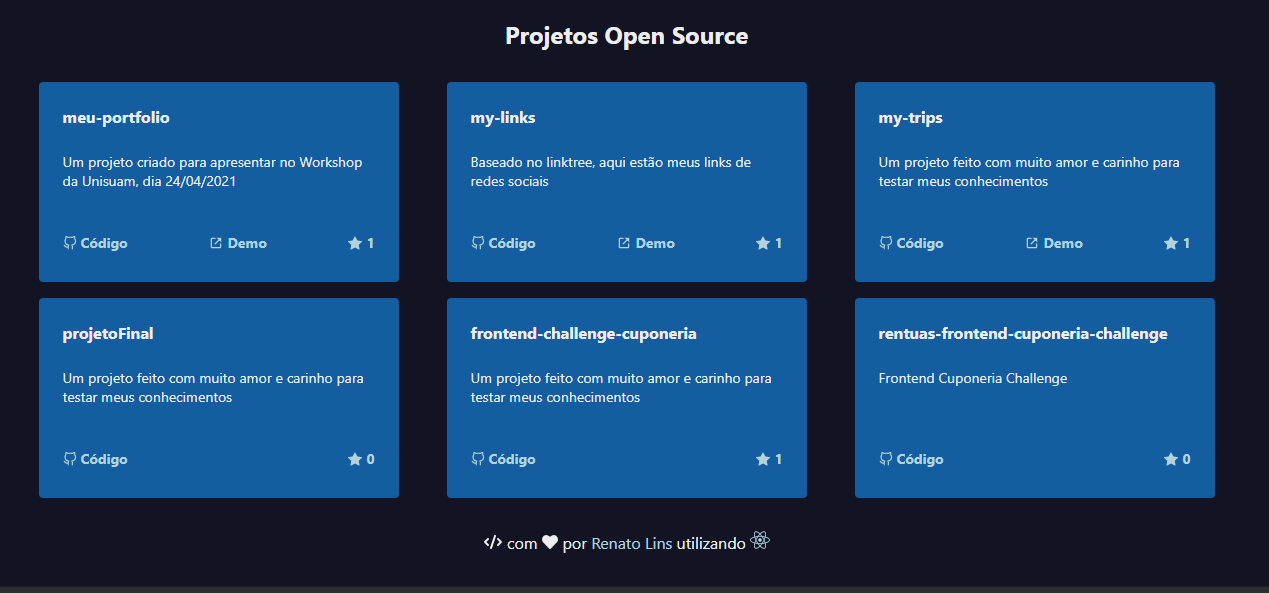 Projetos Open Source
meu-portfolio
Um projeto criado para apresentar no Workshop
da Unisuam, dia 24/04/2021
Código Demo 1
my-links
Baseado no linktree, aqui estão meus links de
redes sociais
Código Demo 1
my-trips
Um projeto feito com muito amor e carinho para
testar meus conhecimentos
Código Demo 1
projetoFinal
Um projeto feito com muito amor e carinho para
testar meus conhecimentos
Código 0
frontend-challenge-cuponeria
Um projeto feito com muito amor e carinho para
testar meus conhecimentos
Código 1
rentuas-frontend-cuponeria-challenge
Frontend Cuponeria Challenge
Código 0
com por Renato Lins utilizando